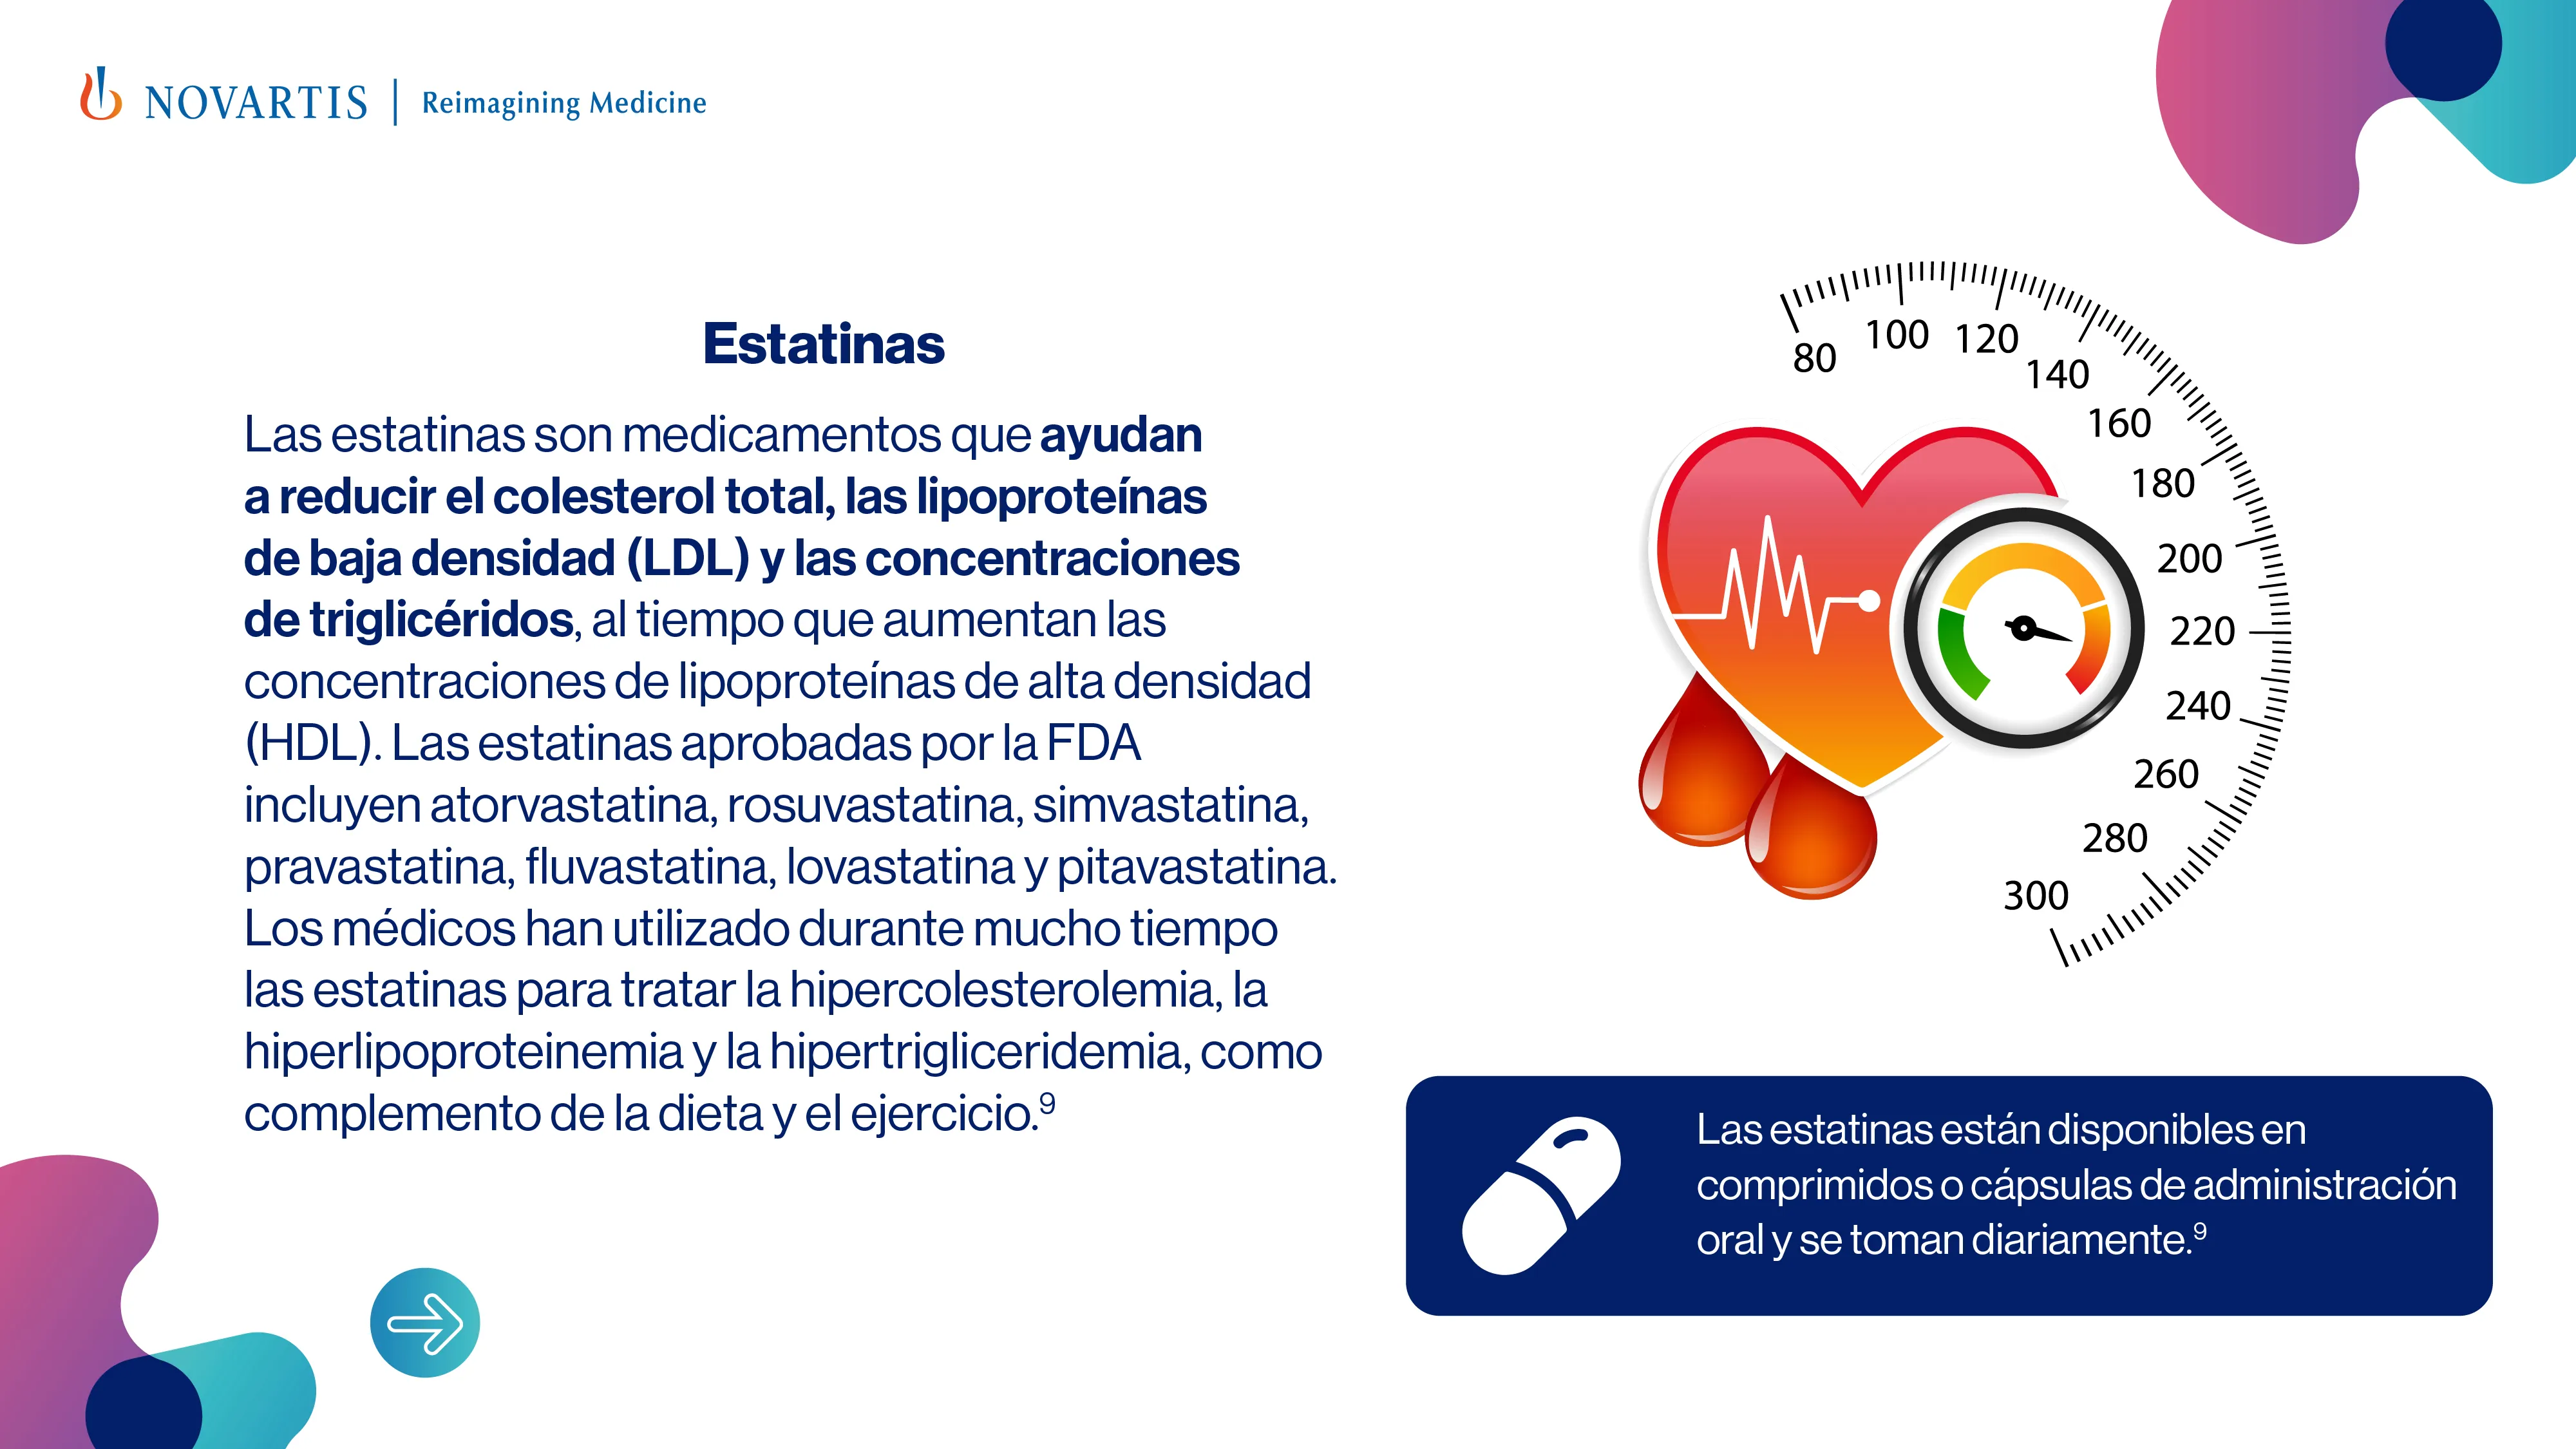 NOVARTIS | Reimagining Medicine
Estatinas
Las estatinas son medicamentos que ayudan
a reducir el colesterol total, las lipoproteínas
de baja densidad (LDL) y las concentraciones
de triglicéridos, al tiempo que aumentan las
concentraciones de lipoproteínas de alta densidad
(HDL). Las estatinas aprobadas por la FDA
incluyen atorvastatina, rosuvastatina, simvastatina,
pravastatina, fluvastatina, lovastatina y pitavastatina.
Los médicos han utilizado durante mucho tiempo
las estatinas para tratar la hipercolesterolemia, la
hiperlipoproteinemia y la hipertrigliceridemia, como
complemento de la dieta y el ejercicio.⁹
80
100
120
140
160
180
200
220
240
260
280
300
Las estatinas están disponibles en
comprimidos o cápsulas de administración
oral y se toman diariamente.⁹